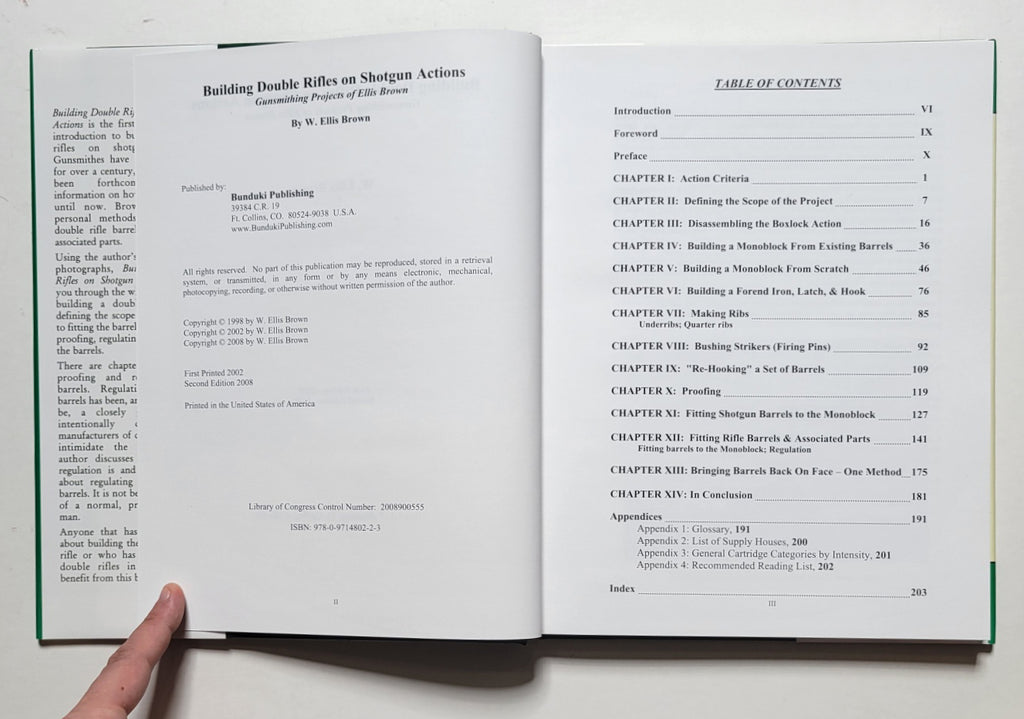 Building Double Ri
Actions is the first
introduction to bu
rifles on shotg
Gunsmiths have
for over a century,
been forthcom
information on ho
until now. Brow
personal methods
double rifle barrel
associated parts.
Using the author's
photographs, Bui
Rifles on Shotgun
you through the w
building a doub
defining the scope
to fitting the barrel
proofing, regulatin
the barrels.
There are chapte
proofing and r
barrels. Regulati
barrels has been, an
be, a closely
intentionally
manufacturers of
intimidate the
author discusses
regulation is and
about regulating
barrels. It is not be
of a normal, pr
man.
Anyone that has
about building the
rifle or who has
double rifles in
benefit from this b
Building Double Rifles on Shotgun Actions
Gunsmithing Projects of Ellis Brown
By W. Ellis Brown
Published by:
Bunduki Publishing
39384 C.R. 19
Ft. Collins, CO. 80524-9038 U.S.A.
www.BundukiPublishing.com
All rights reserved. No part of this publication may be reproduced, stored in a retrieval
system, or transmitted, in any form or by any means electronic, mechanical,
photocopying, recording, or otherwise without written permission of the author.
Copyright © 1998 by W. Ellis Brown
Copyright © 2002 by W. Ellis Brown
Copyright © 2008 by W. Ellis Brown
First Printed 2002
Second Edition 2008
Printed in the United States of America
Library of Congress Control Number: 2008900555
ISBN: 978-0-9714802-2-3
II
TABLE OF CONTENTS
Introduction VI
Foreword IX
Preface X
CHAPTER I: Action Criteria 1
CHAPTER II: Defining the Scope of the Project 7
CHAPTER III: Disassembling the Boxlock Action 16
CHAPTER IV: Building a Monoblock From Existing Barrels 36
CHAPTER V: Building a Monoblock From Scratch 46
CHAPTER VI: Building a Forend Iron, Latch, & Hook 76
CHAPTER VII: Making Ribs 85
Underribs; Quarter ribs
CHAPTER VIII: Bushing Strikers (Firing Pins) 92
CHAPTER IX: "Re-Hooking" a Set of Barrels 109
CHAPTER X: Proofing 119
CHAPTER XI: Fitting Shotgun Barrels to the Monoblock 127
CHAPTER XII: Fitting Rifle Barrels & Associated Parts 141
Fitting barrels to the Monoblock; Regulation
CHAPTER XIII: Bringing Barrels Back On Face – One Method 175
CHAPTER XIV: In Conclusion 181
Appendices 191
Appendix 1: Glossary, 191
Appendix 2: List of Supply Houses, 200
Appendix 3: General Cartridge Categories by Intensity, 201
Appendix 4: Recommended Reading List, 202
Index 203
III